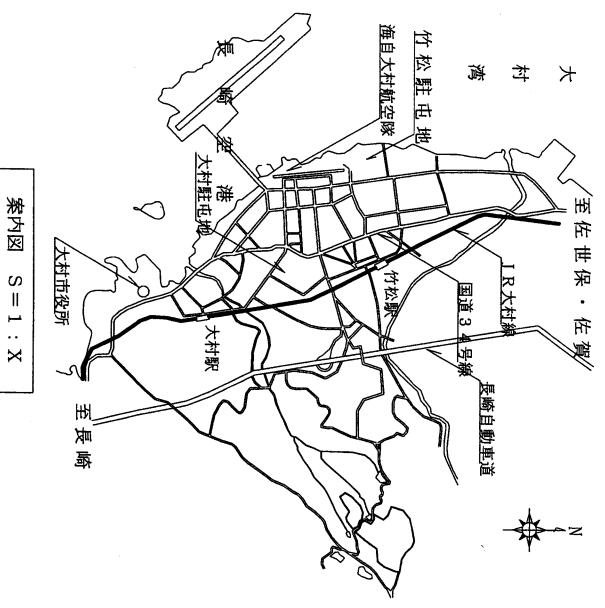 大村湾
竹松駐屯地
海自大村航空隊
長崎空港
大村駐屯地
至佐世保・佐賀
JR大村線
国道34号線
竹松駅
長崎自動車道
大村駅
大村市役所
至長崎
N
案内図 S=1:X